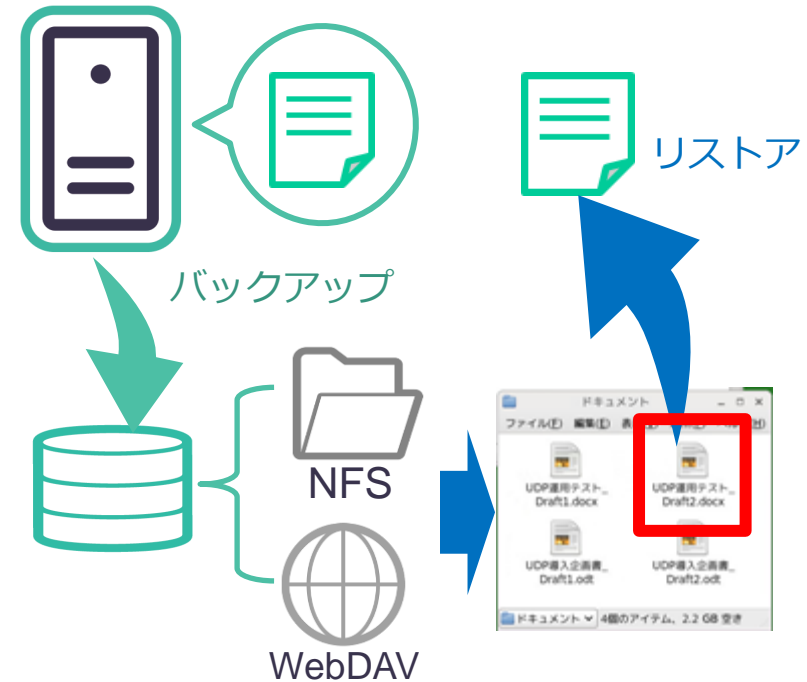 リストア
バックアップ
NFS
WebDAV
ドキュメント
ファイル(F) 編集(E)
UDP運用テスト_
Draft1.docx
UDP運用テスト_
Draft2.docx
UDP導入企画書_
Draft1.odt
UDP導入企画書_
Draft2.odt
ドキュメント 4個のアイテム、2.2 GB 空き